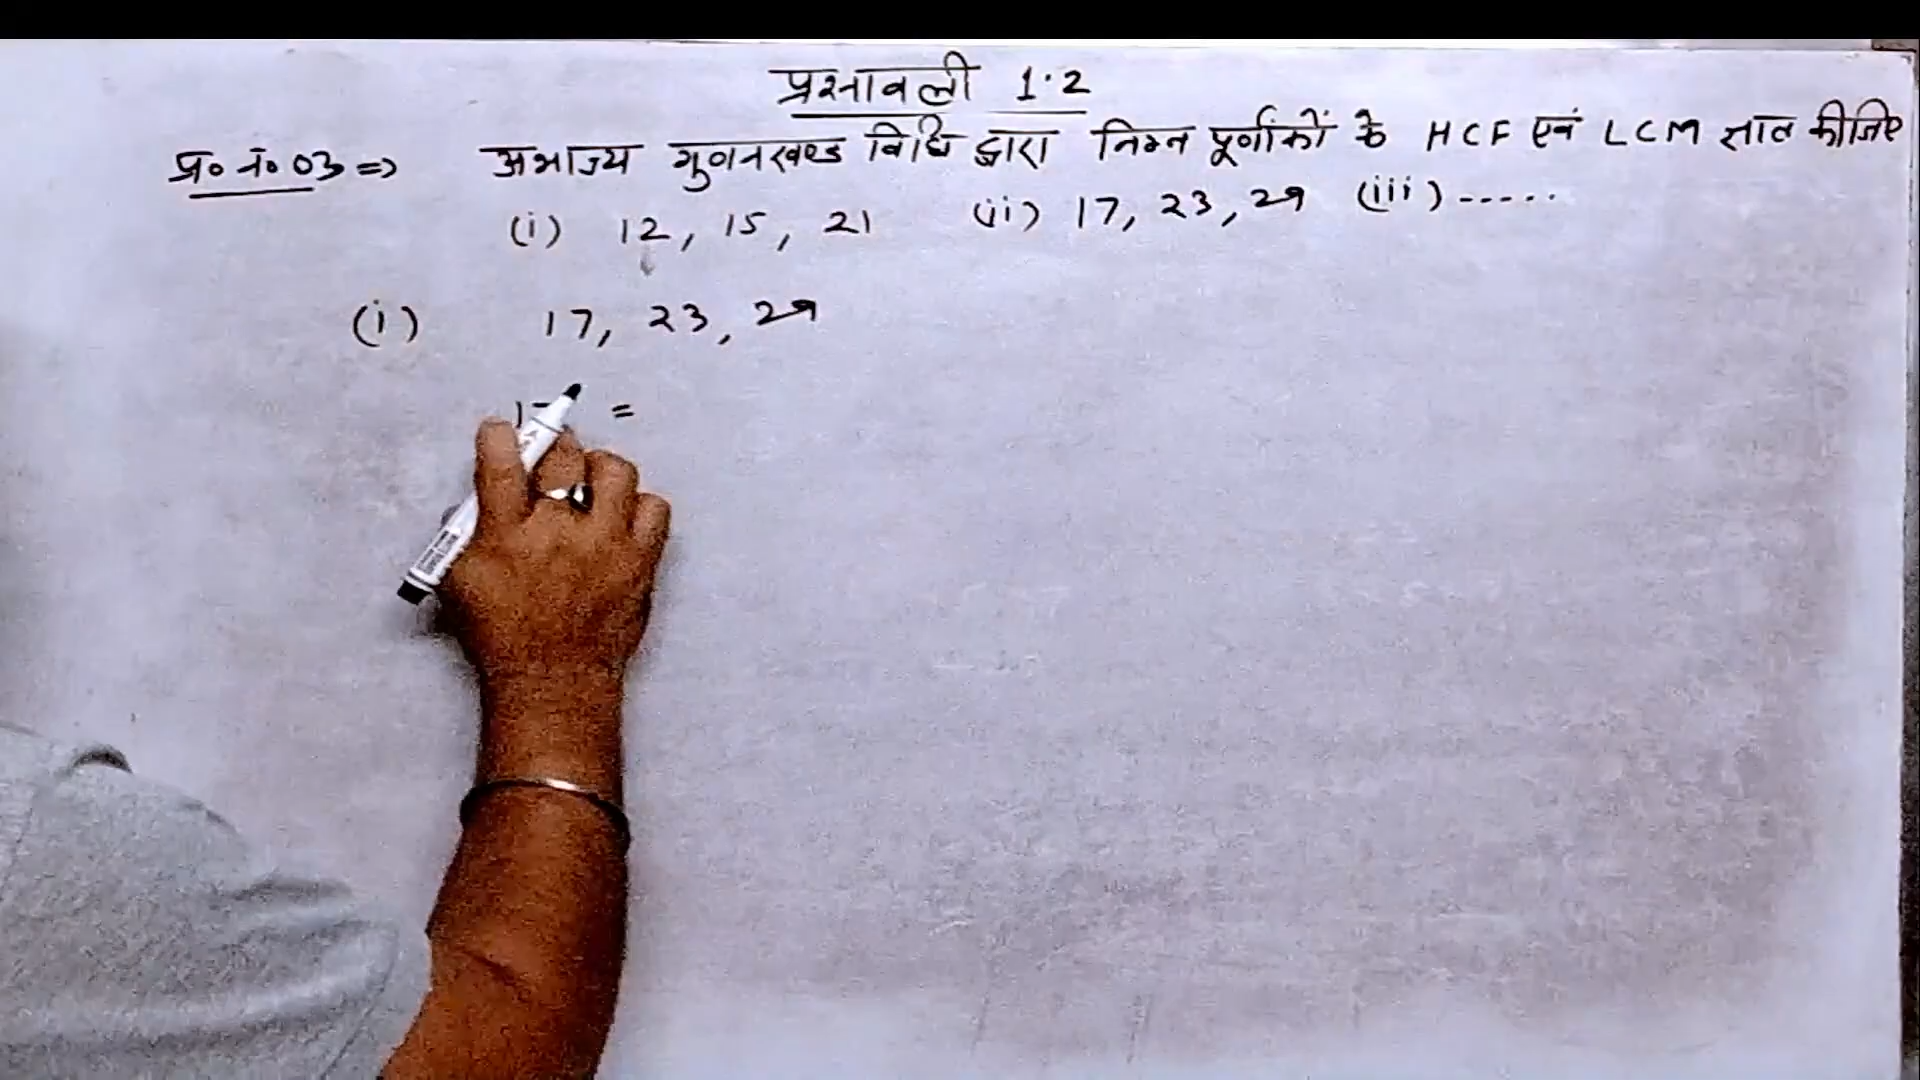 प्रश्नावली 1.2
प्र० नं० 03 => अभाज्य गुणनखण्ड विधि द्वारा निम्न पूर्णांकों के HCF एवं LCM ज्ञात कीजिए
(i) 12, 15, 21 (ii) 17, 23, 29 (iii) -----
(i) 17, 23, 29
17 =